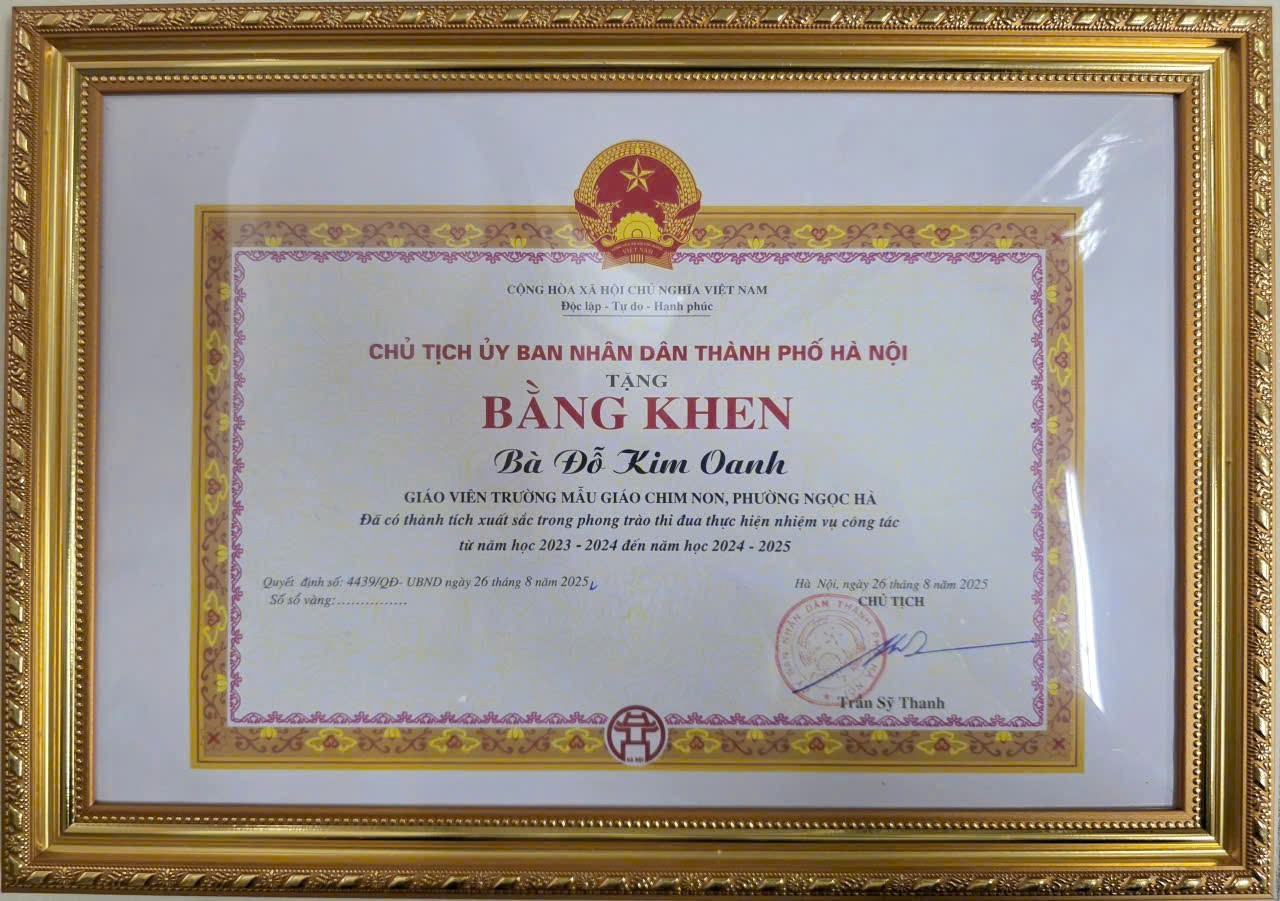 VIỆT NAM
CỘNG HÒA XÃ HỘI CHỦ NGHĨA VIỆT NAM
Độc lập - Tự do - Hạnh phúc
CHỦ TỊCH ỦY BAN NHÂN DÂN THÀNH PHỐ HÀ NỘI
TẶNG
BẰNG KHEN
Bà Đỗ Kim Oanh
GIÁO VIÊN TRƯỜNG MẪU GIÁO CHIM NON, PHƯỜNG NGỌC HÀ
Đã có thành tích xuất sắc trong phong trào thi đua thực hiện nhiệm vụ công tác
từ năm học 2023 - 2024 đến năm học 2024 - 2025
Quyết định số: 4439/QĐ- UBND ngày 26 tháng 8 năm 2025
Số sổ vàng:...............
Hà Nội, ngày 26 tháng 8 năm 2025
CHỦ TỊCH
Trần Sỹ Thanh
HÀ NỘI